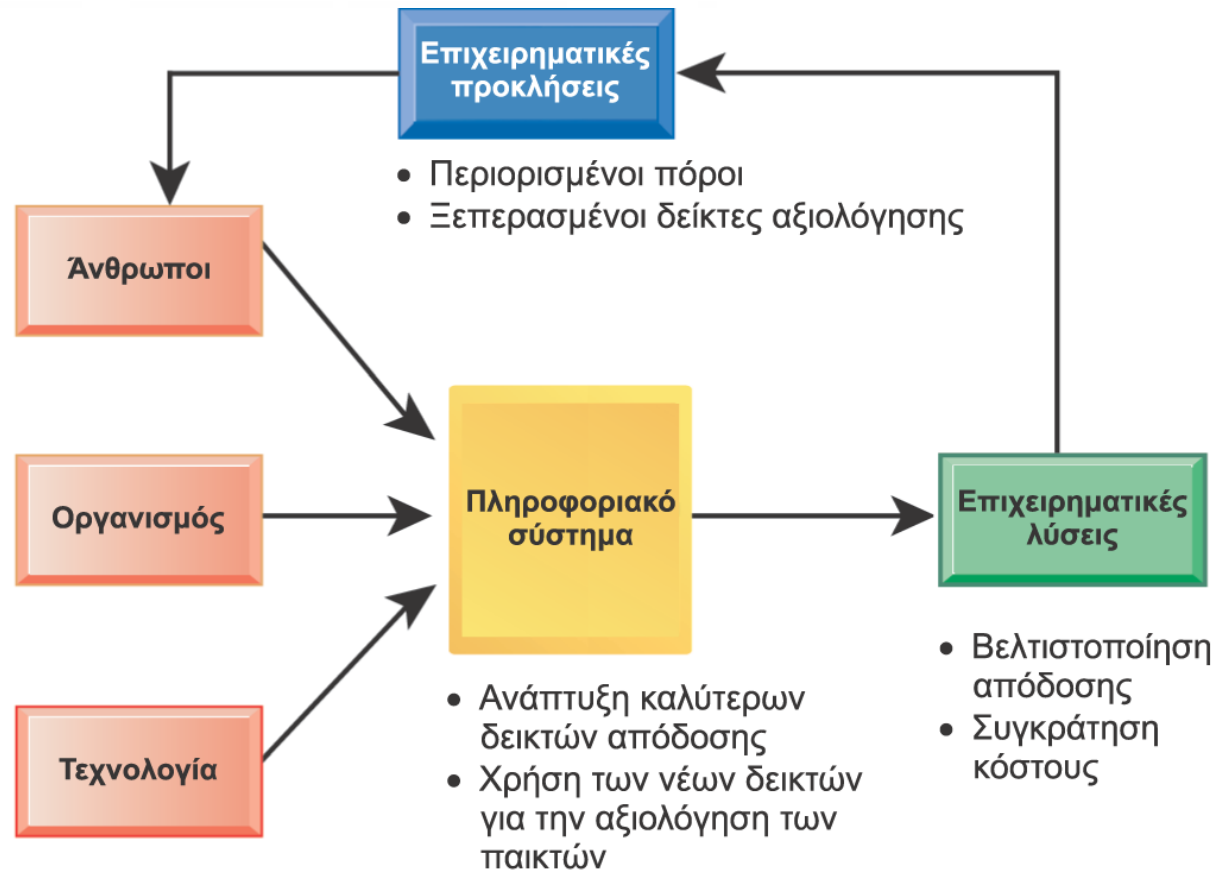 Επιχειρηματικές
προκλήσεις
• Περιορισμένοι πόροι
• Ξεπερασμένοι δείκτες αξιολόγησης
Άνθρωποι
Οργανισμός
Τεχνολογία
Πληροφοριακό
σύστημα
• Ανάπτυξη καλύτερων
δεικτών απόδοσης
• Χρήση των νέων δεικτών
για την αξιολόγηση των
παικτών
Επιχειρηματικές
λύσεις
• Βελτιστοποίηση
απόδοσης
• Συγκράτηση
κόστους